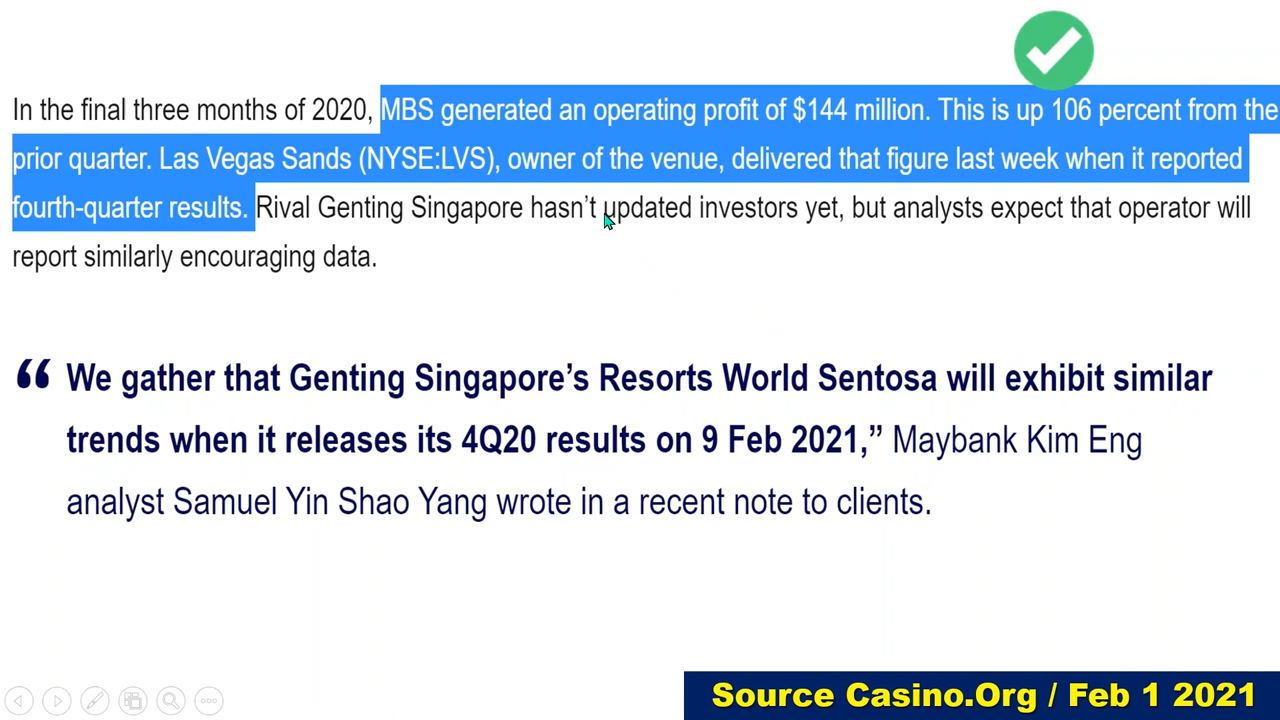 In the final three months of 2020, MBS generated an operating profit of $144 million. This is up 106 percent from the
prior quarter. Las Vegas Sands (NYSE:LVS), owner of the venue, delivered that figure last week when it reported
fourth-quarter results. Rival Genting Singapore hasn’t updated investors yet, but analysts expect that operator will
report similarly encouraging data.
“ We gather that Genting Singapore’s Resorts World Sentosa will exhibit similar
trends when it releases its 4Q20 results on 9 Feb 2021,” Maybank Kim Eng
analyst Samuel Yin Shao Yang wrote in a recent note to clients.
Source Casino.Org / Feb 1 2021